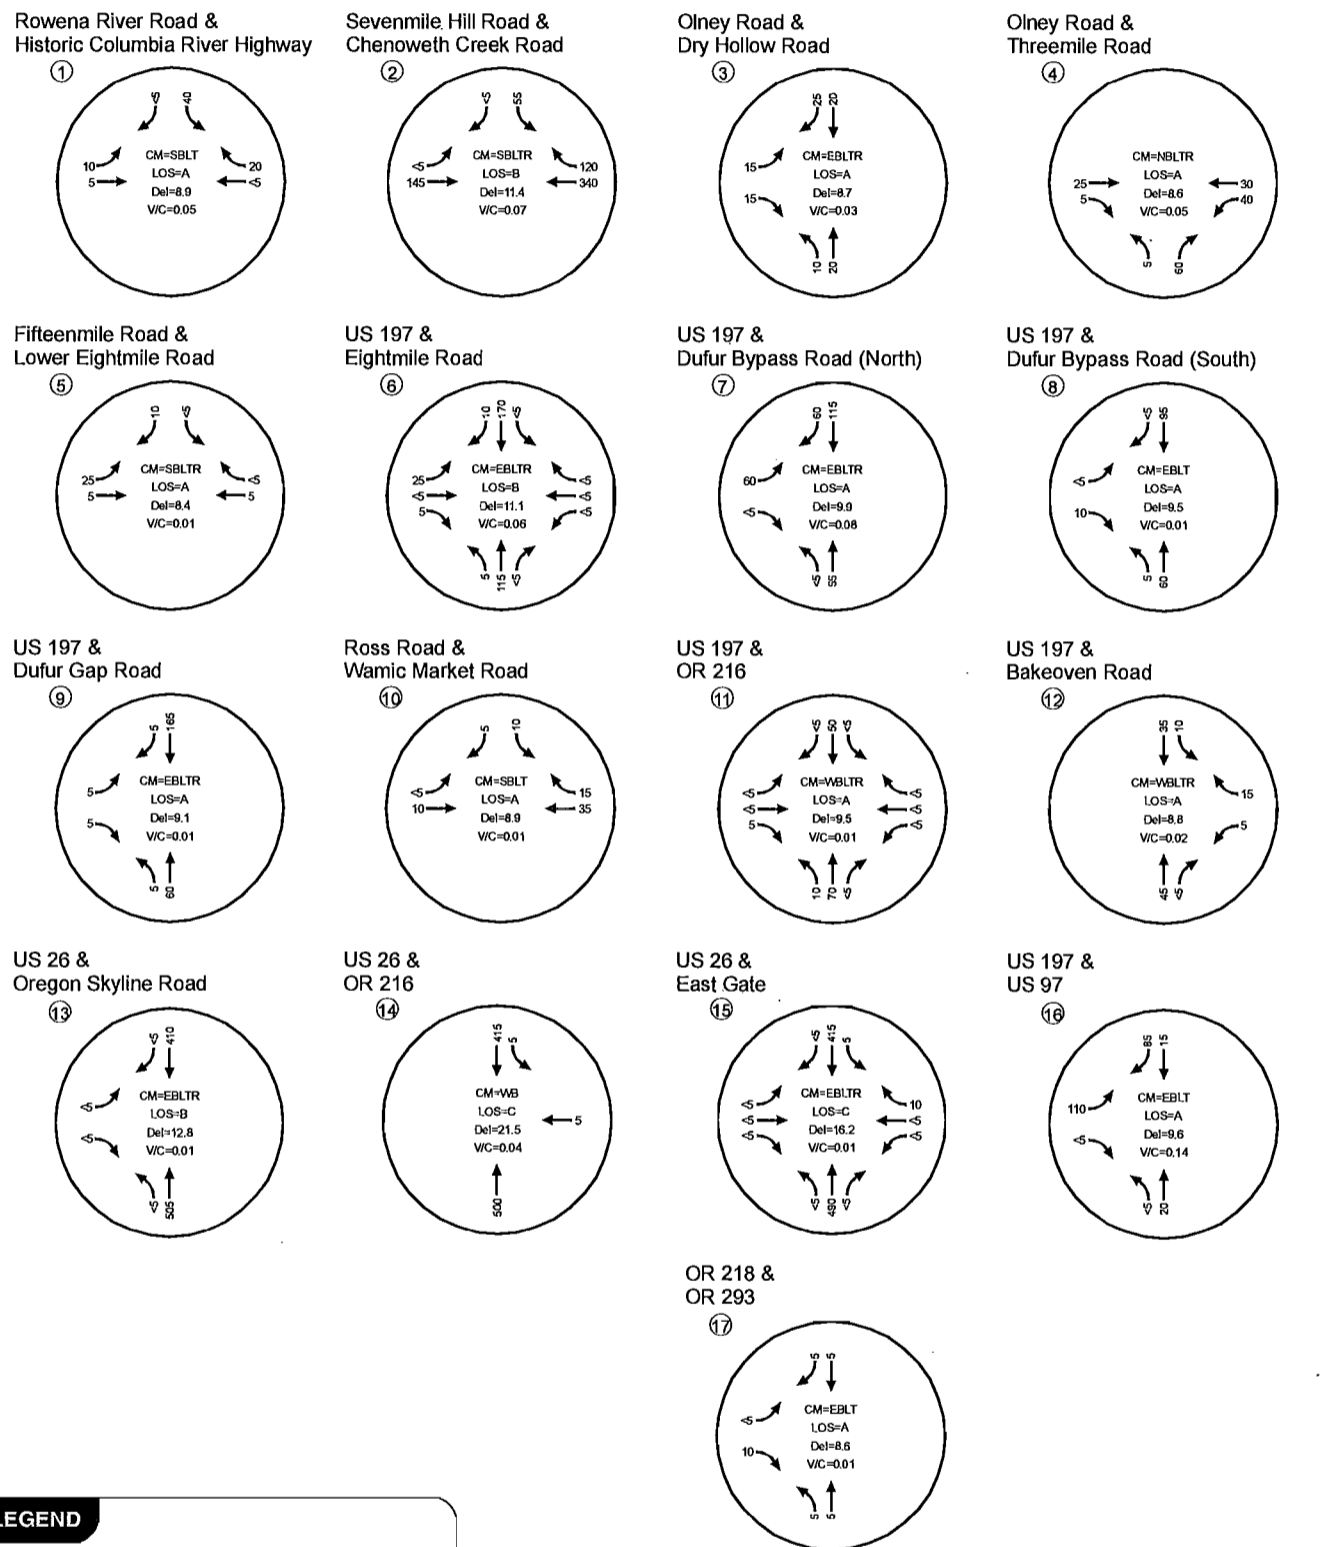 Rowena River Road &
Historic Columbia River Highway
1
<5 40
10
5
20
<5
CM=SBLT
LOS=A
Del=8.9
V/C=0.05
Sevenmile Hill Road &
Chenoweth Creek Road
2
<5 55
<5
145
120
340
CM=SBLTR
LOS=B
Del=11.4
V/C=0.07
Olney Road &
Dry Hollow Road
3
25 20
15
15
CM=EBLTR
LOS=A
Del=8.7
V/C=0.03
10 20
Olney Road &
Threemile Road
4
CM=NBLTR
LOS=A
Del=8.6
V/C=0.05
25
5
30
40
5 60
Fifteenmile Road &
Lower Eightmile Road
5
10 <5
25
5
<5
5
CM=SBLTR
LOS=A
Del=8.4
V/C=0.01
US 197 &
Eightmile Road
6
10 170 <5
25
<5
5
<5
<5
<5
CM=EBLTR
LOS=B
Del=11.1
V/C=0.06
5 115 <5
US 197 &
Dufur Bypass Road (North)
7
60 115
60
<5
CM=EBLTR
LOS=A
Del=9.9
V/C=0.08
<5 55
US 197 &
Dufur Bypass Road (South)
8
<5 95
<5
10
CM=EBLT
LOS=A
Del=9.5
V/C=0.01
5 60
US 197 &
Dufur Gap Road
9
5 165
5
5
CM=EBLTR
LOS=A
Del=9.1
V/C=0.01
5 60
Ross Road &
Wamic Market Road
10
5 10
<5
10
15
35
CM=SBLT
LOS=A
Del=8.9
V/C=0.01
US 197 &
OR 216
11
<5 50 <5
<5
<5
5
<5
<5
<5
CM=WBLTR
LOS=A
Del=9.5
V/C=0.01
10 70 <5
US 197 &
Bakeoven Road
12
35 10
15
5
CM=WBLTR
LOS=A
Del=8.8
V/C=0.02
45 <5
US 26 &
Oregon Skyline Road
13
<5 410
<5
<5
CM=EBLTR
LOS=B
Del=12.8
V/C=0.01
<5 505
US 26 &
OR 216
14
415 5
5
CM=WB
LOS=C
Del=21.5
V/C=0.04
500
US 26 &
East Gate
15
<5 415 5
<5
<5
<5
10
<5
<5
CM=EBLTR
LOS=C
Del=16.2
V/C=0.01
<5 490 <5
US 197 &
US 97
16
85 15
110
<5
CM=EBLT
LOS=A
Del=9.6
V/C=0.14
<5 20
OR 218 &
OR 293
17
5 5
<5
10
CM=EBLT
LOS=A
Del=8.6
V/C=0.01
5 5
LEGEND